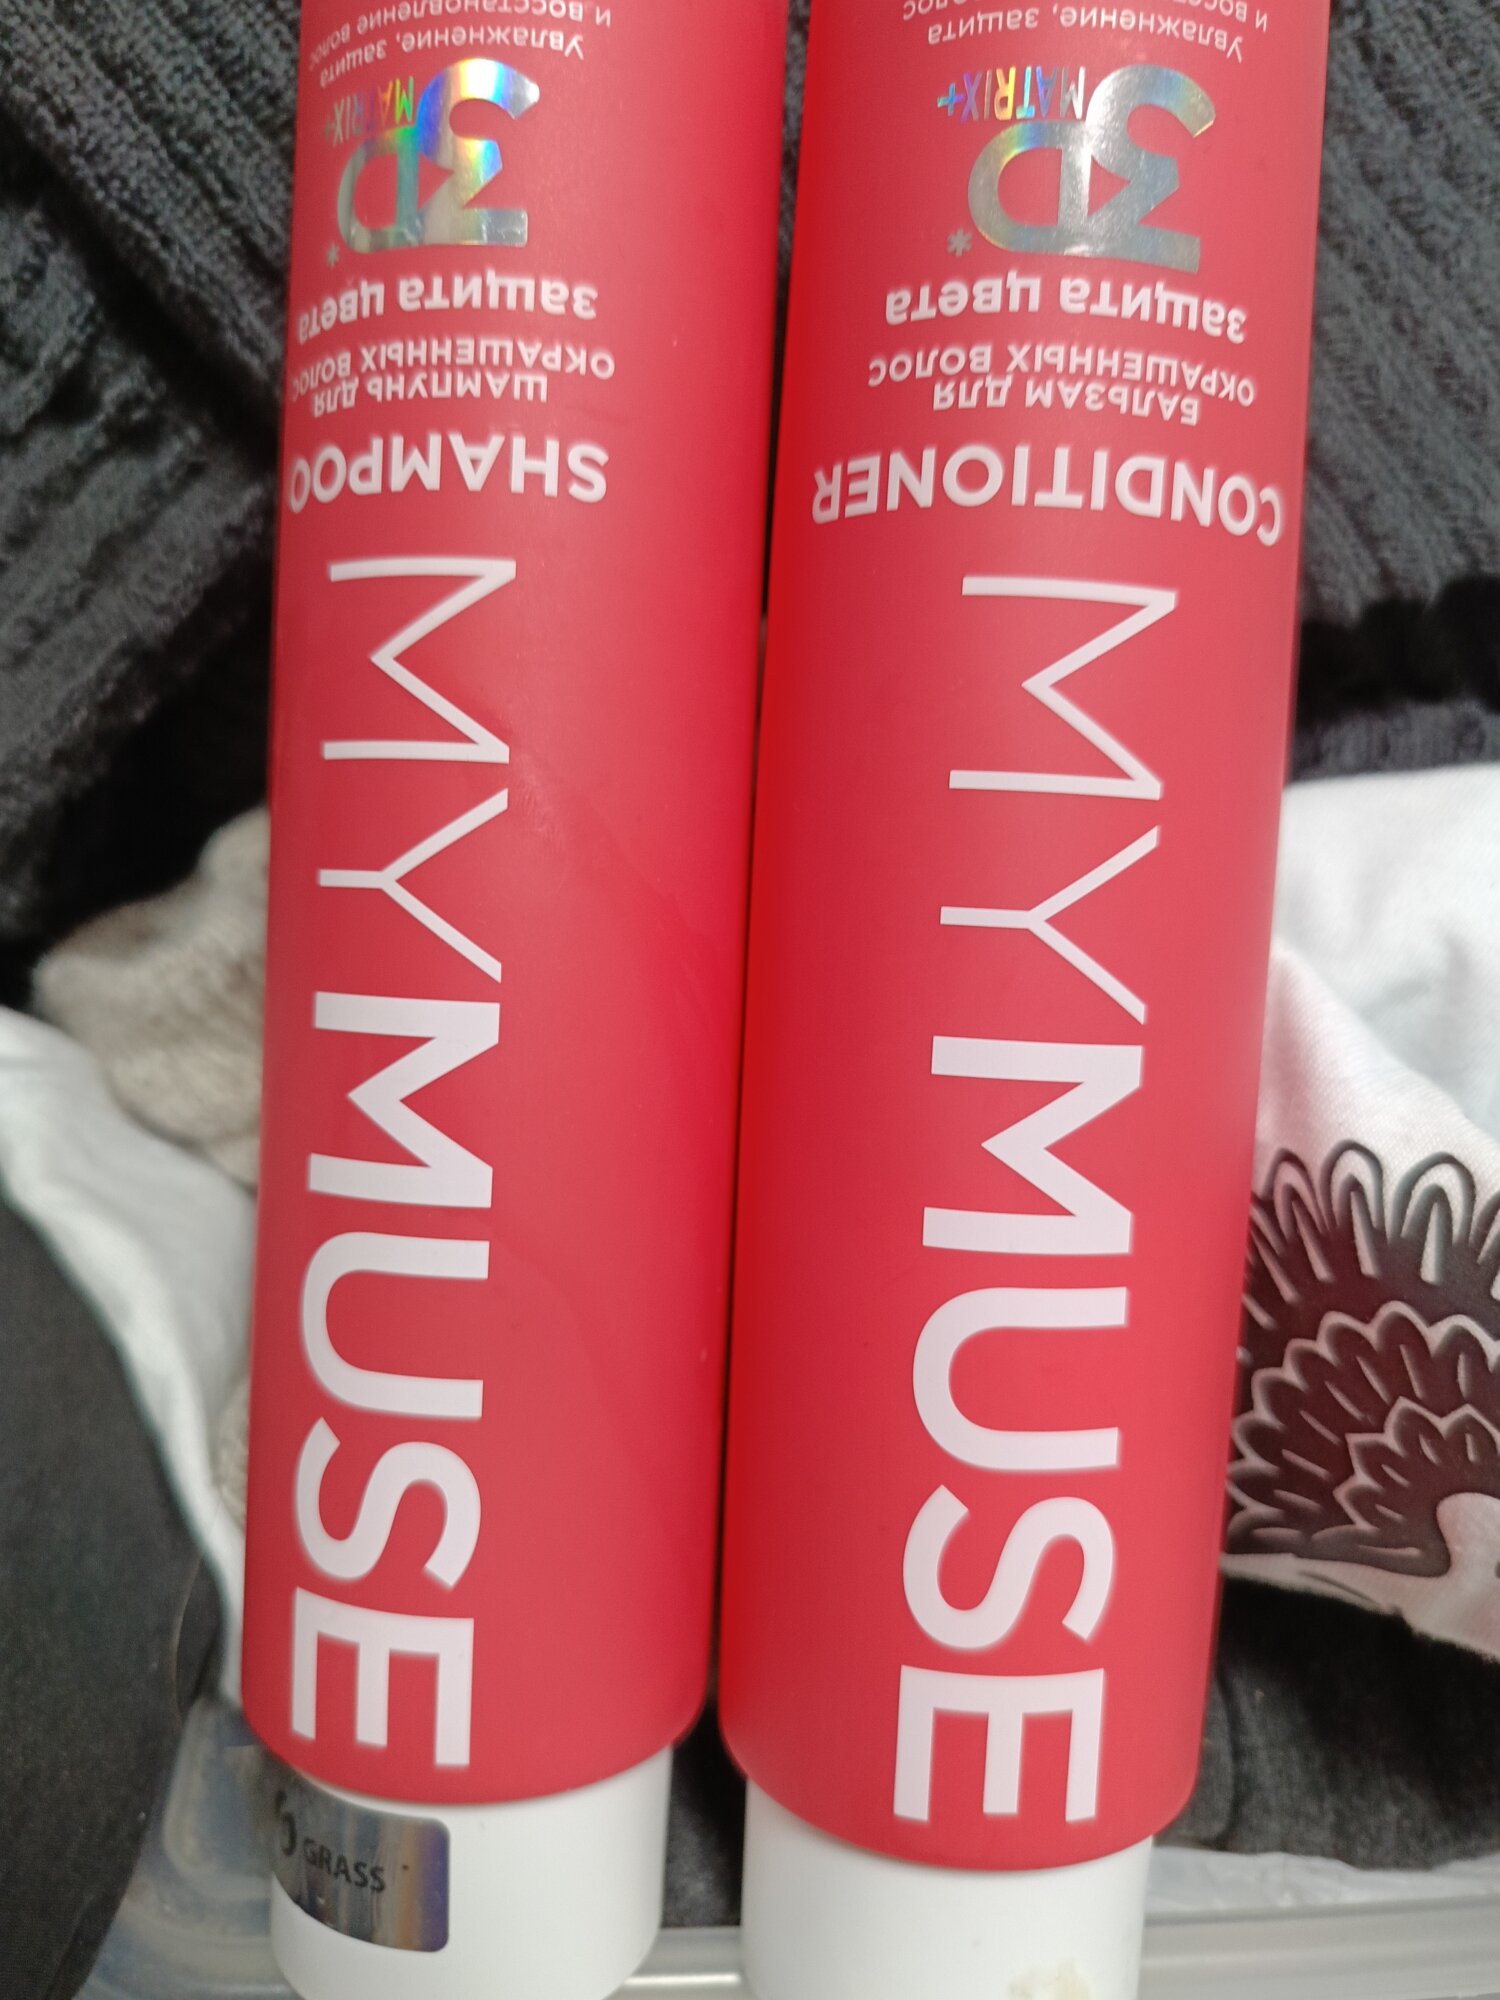 MYMUSE
SHAMPOO
ШАМПУНЬ ДЛЯ
ОКРАШЕННЫХ ВОЛОС
защита цвета
3D*
MATRIX+
Увлажнение, защита
и восстановление волос
GRASS
MYMUSE
CONDITIONER
БАЛЬЗАМ ДЛЯ
ОКРАШЕННЫХ ВОЛОС
защита цвета
3D*
MATRIX+
Увлажнение, защита
волос